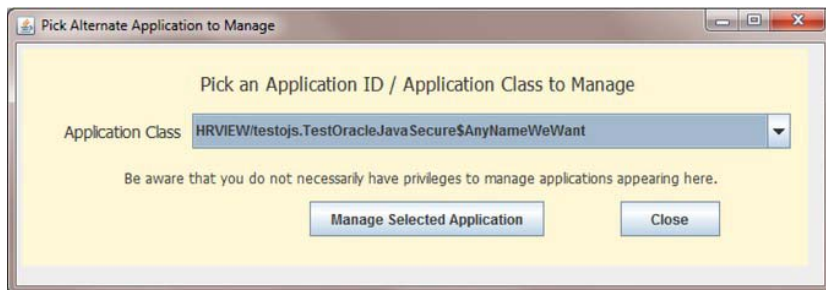 Pick Alternate Application to Manage
Pick an Application ID / Application Class to Manage
Application Class HRVIEW/testojs.TestOracleJavaSecure$AnyNameWeWant
Be aware that you do not necessarily have privileges to manage applications appearing here.
Manage Selected Application Close